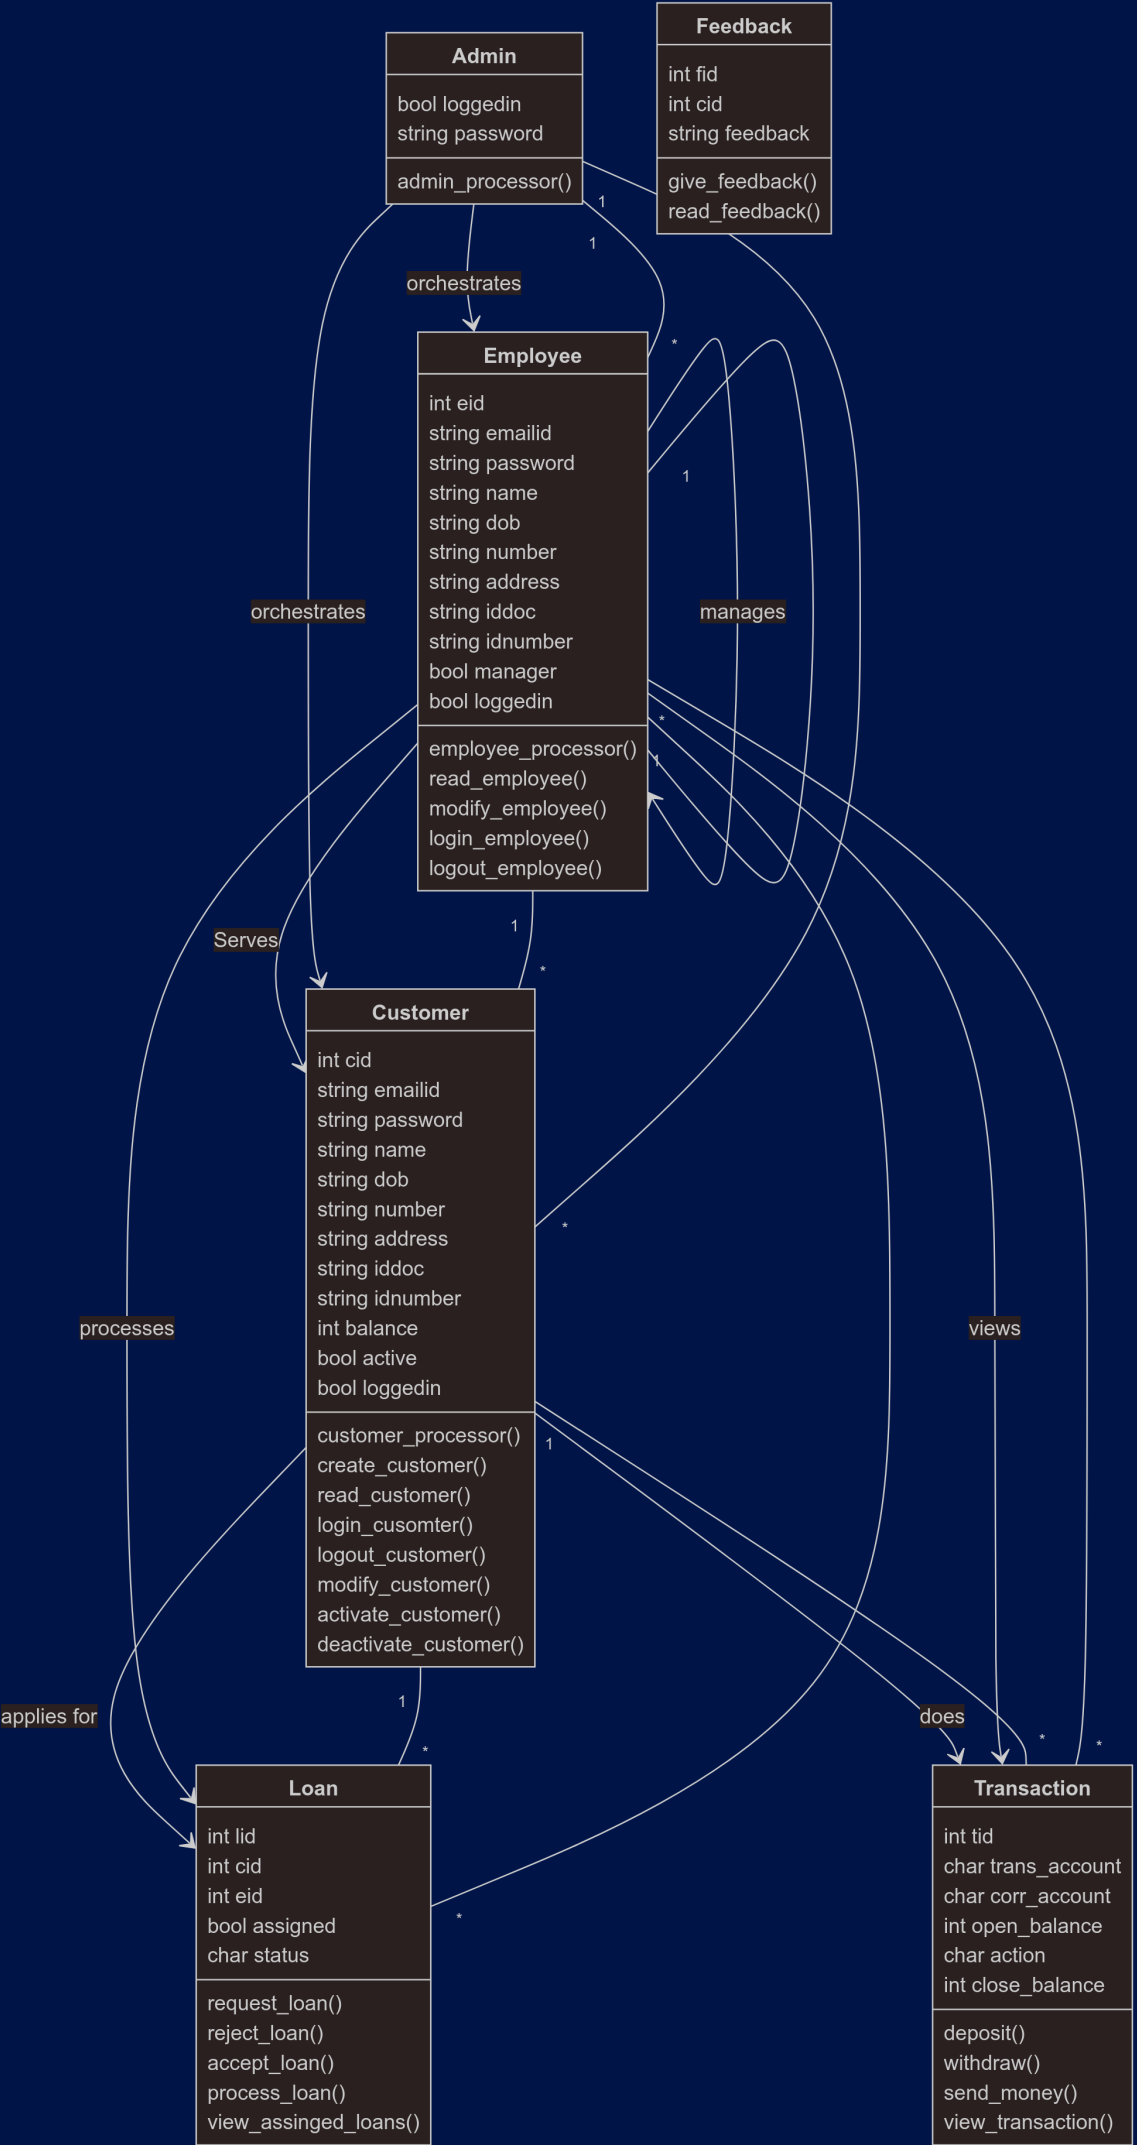 Admin
bool loggedin
string password
admin_processor()
Feedback
int fid
int cid
string feedback
give_feedback()
read_feedback()
1
1
orchestrates
*
Employee
int eid
string emailid
string password
name
string name
string dob
string number
string address
string iddoc
string idnumber
bool manager
bool loggedin
employee_processor()
read_employee()
modify_employee()
login_employee()
logout_employee()
1
orchestrates
manages
*
1
1
Serves
*
Customer
int cid
string emailid
string password
string name
string dob
string number
string address
string iddoc
string idnumber
int balance
bool active
bool loggedin
customer_processor()
create_customer()
read_customer()
login_cusomter()
logout_customer()
modify_customer()
activate_customer()
deactivate_customer()
*
processes
views
1
applies for
1
does
*
*
*
Loan
int lid
int cid
int eid
bool assigned
char status
request_loan()
reject_loan()
accept_loan()
process_loan()
view_assinged_loans()
*
Transaction
int tid
char trans_account
char corr_account
int open_balance
char action
int close_balance
deposit()
withdraw()
send_money()
view_transaction()